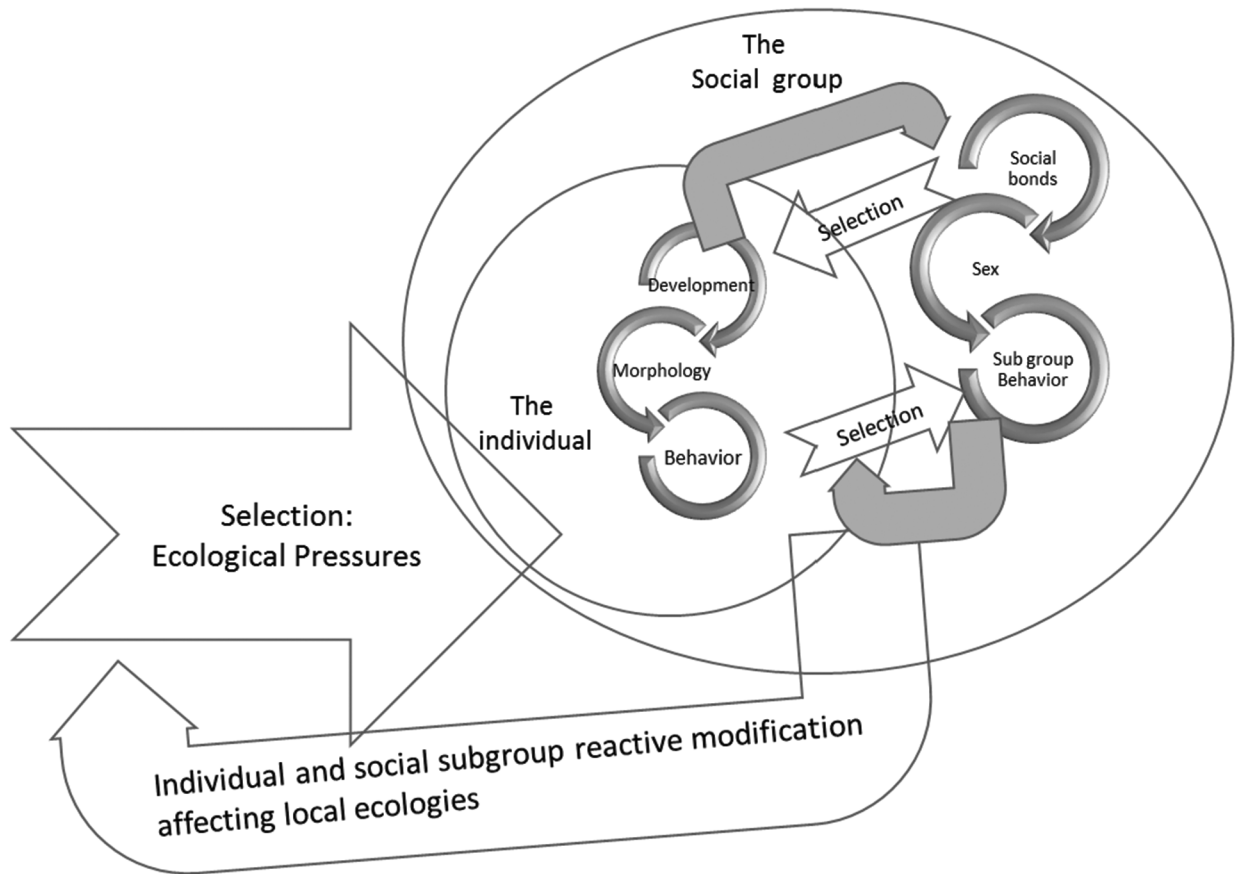 The
Social group
Social
bonds
Selection
Sex
Development
Sub group
Behavior
Morphology
The
individual
Selection
Behavior
Selection:
Ecological Pressures
Individual and social subgroup reactive modification
affecting local ecologies